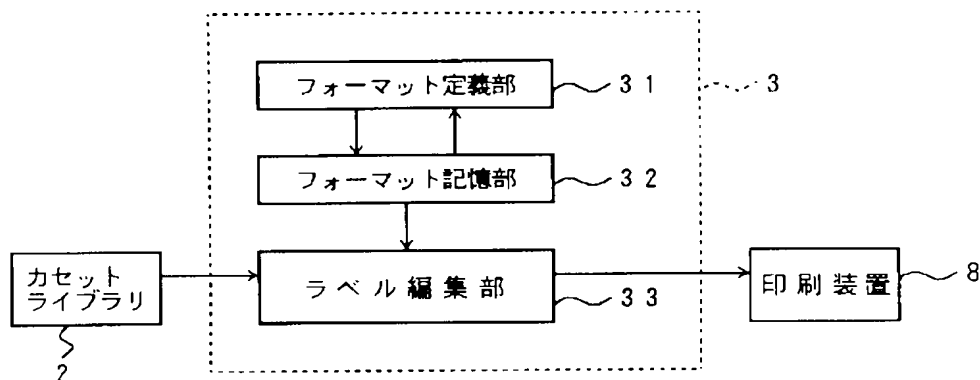 フォーマット定義部
31
3
フォーマット記憶部
32
カセット
ライブラリ
2
ラベル編集部
33
印刷装置
8